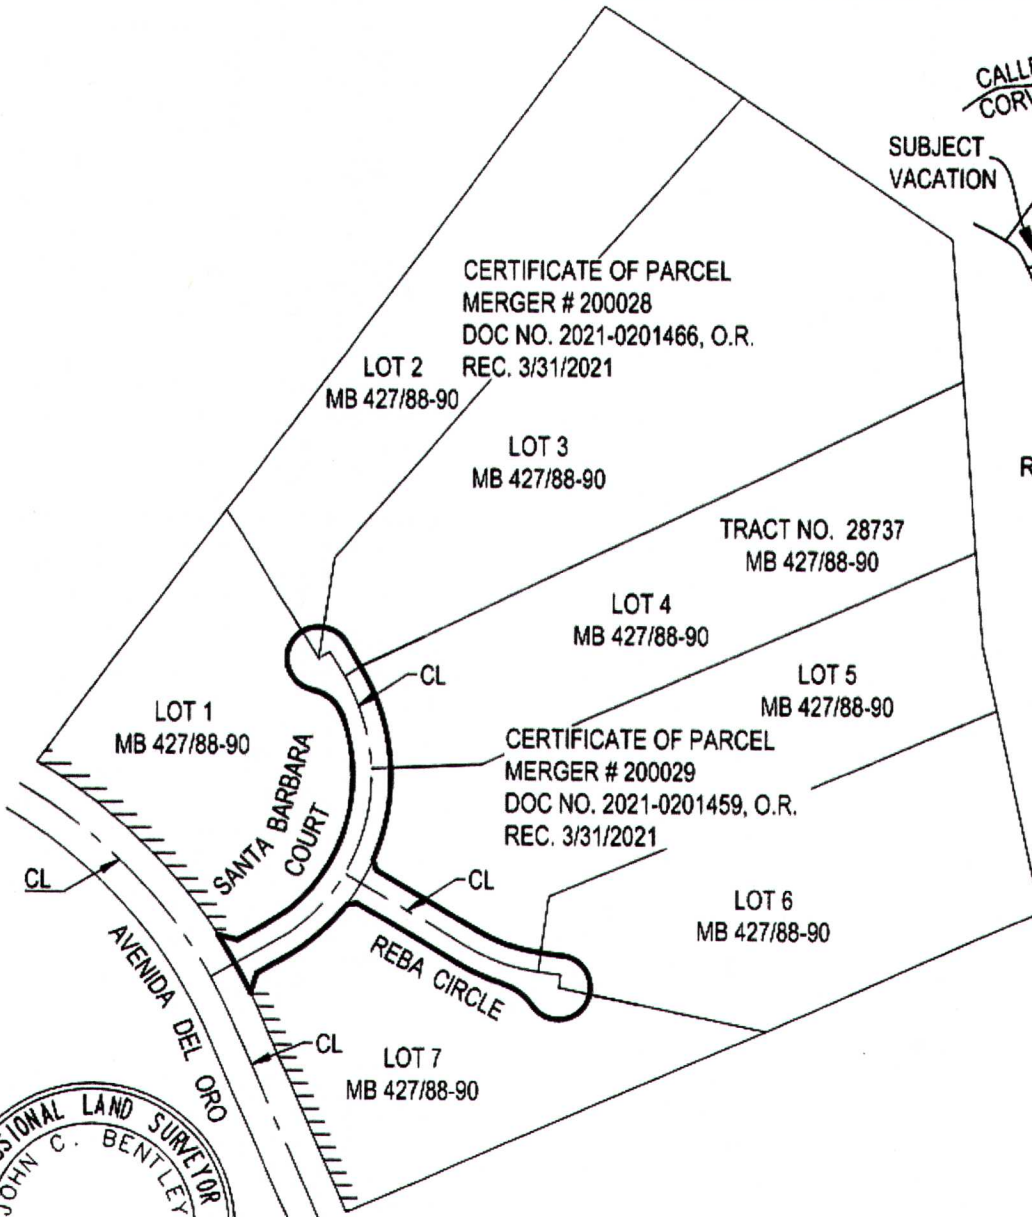 CERTIFICATE OF PARCEL
MERGER # 200028
DOC NO. 2021-0201466, O.R.
REC. 3/31/2021
SUBJECT
VACATION
LOT 2
MB 427/88-90
LOT 3
MB 427/88-90
TRACT NO. 28737
MB 427/88-90
LOT 4
MB 427/88-90
CL
LOT 5
MB 427/88-90
LOT 1
MB 427/88-90
SANTA BARBARA
COURT
CERTIFICATE OF PARCEL
MERGER # 200029
DOC NO. 2021-0201459, O.R.
REC. 3/31/2021
CL
CL
LOT 6
MB 427/88-90
REBA CIRCLE
AVENIDA DEL ORO
CL
LOT 7
MB 427/88-90
LAND SURVEYOR
JOHN C. BENTLEY